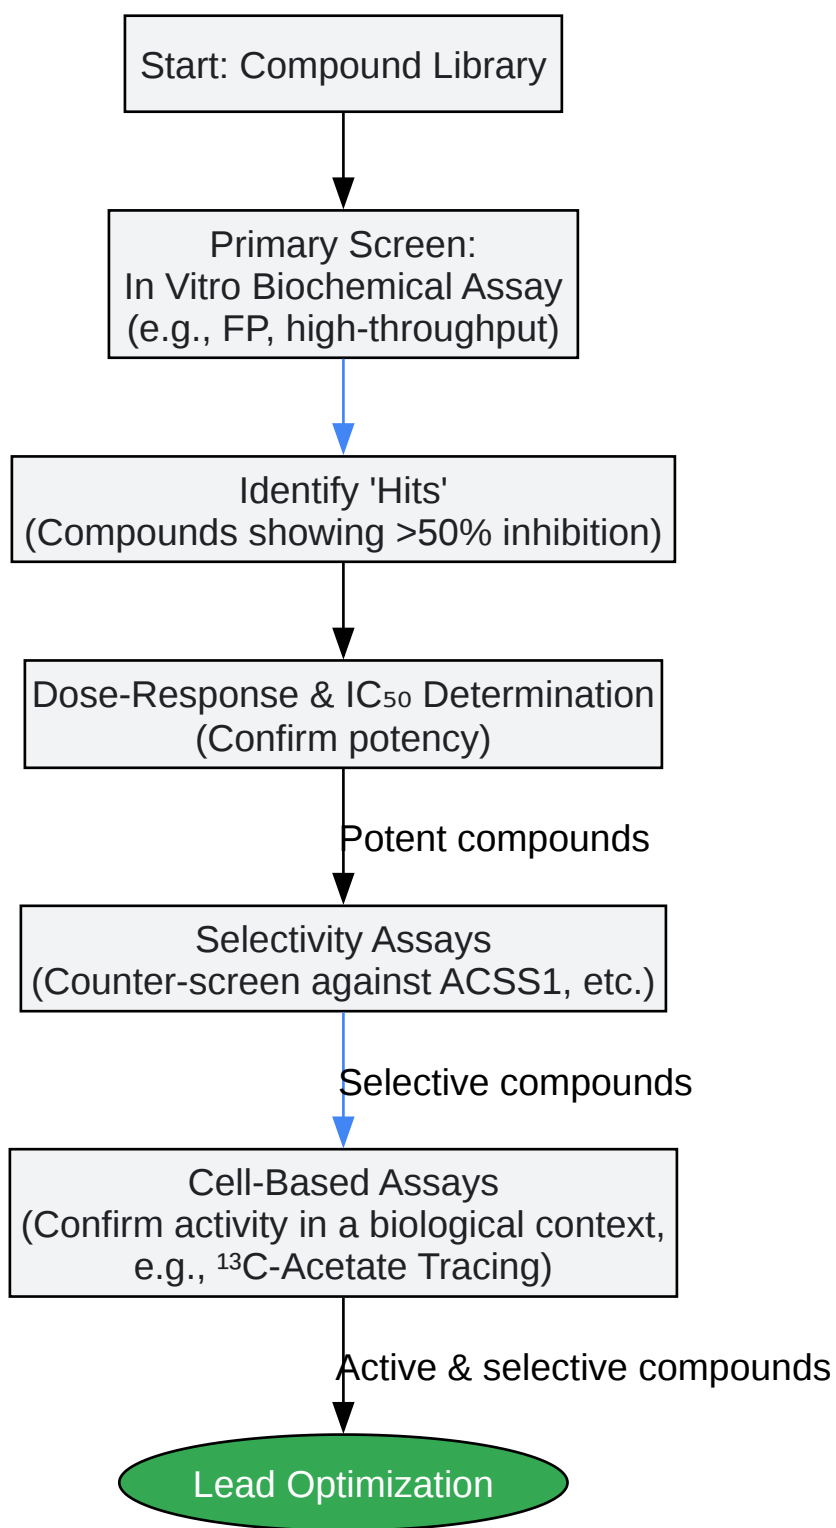 Start: Compound Library
Primary Screen:
In Vitro Biochemical Assay
(e.g., FP, high-throughput)
Identify 'Hits'
(Compounds showing >50% inhibition)
Dose-Response & IC₅₀ Determination
(Confirm potency)
Potent compounds
Selectivity Assays
(Counter-screen against ACSS1, etc.)
Selective compounds
Cell-Based Assays
(Confirm activity in a biological context,
e.g., ¹³C-Acetate Tracing)
Active & selective compounds
Lead Optimization